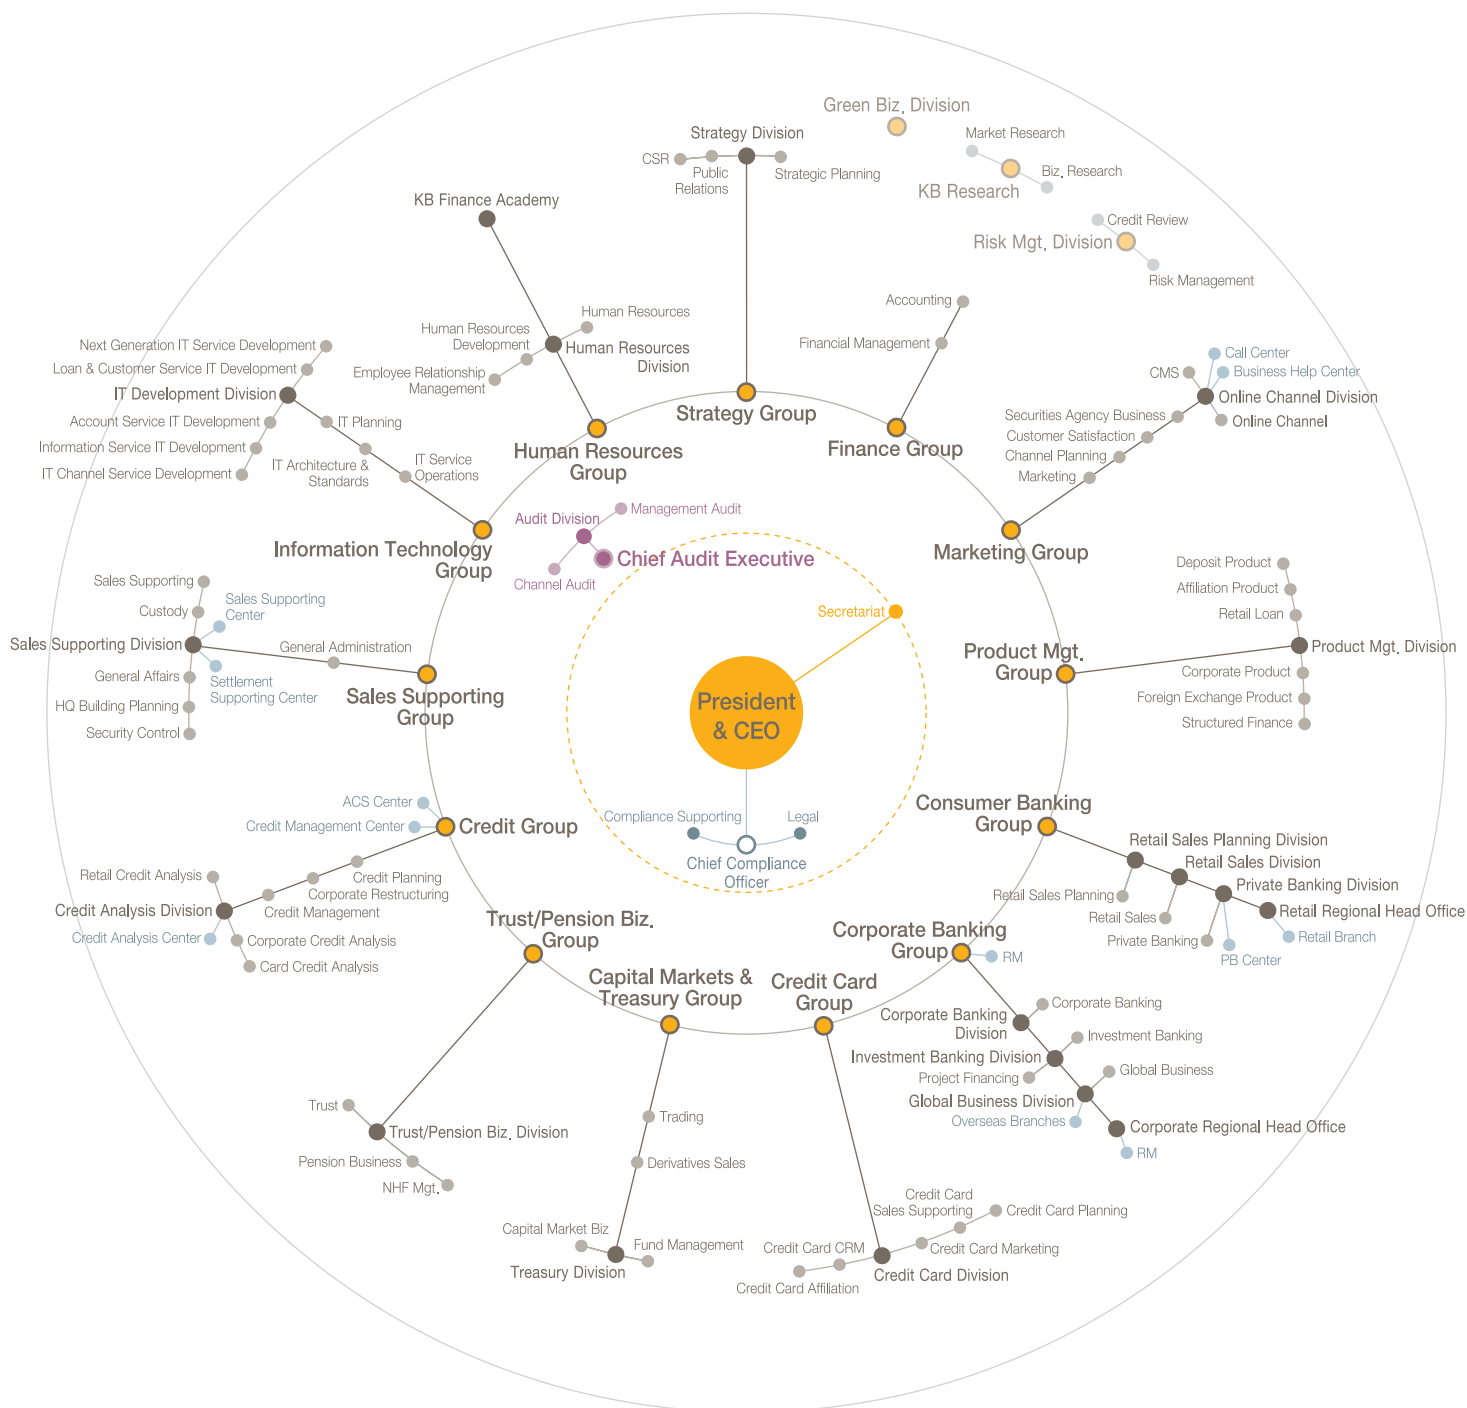 Green Biz. Division
Strategy Division
CSR
Public
Relations
Strategic Planning
Market Research
Biz. Research
KB Research
Credit Review
Risk Mgt. Division
Risk Management
KB Finance Academy
Human Resources
Human Resources
Development
Human Resources
Division
Employee Relationship
Management
Accounting
Financial Management
Next Generation IT Service Development
Loan & Customer Service IT Development
IT Development Division
Account Service IT Development
Information Service IT Development
IT Channel Service Development
IT Planning
IT Architecture &
Standards
IT Service
Operations
Call Center
Business Help Center
CMS
Online Channel Division
Online Channel
Securities Agency Business
Customer Satisfaction
Channel Planning
Marketing
Strategy Group
Human Resources
Group
Finance Group
Information Technology
Group
Marketing Group
Audit Division
Management Audit
Chief Audit Executive
Channel Audit
Sales Supporting
Custody
Sales Supporting
Center
Sales Supporting Division
General Administration
General Affairs
Settlement
Supporting Center
HQ Building Planning
Security Control
Sales Supporting
Group
Secretariat
President
& CEO
Compliance Supporting
Legal
Chief Compliance
Officer
Deposit Product
Affiliation Product
Retail Loan
Product Mgt. Division
Corporate Product
Foreign Exchange Product
Structured Finance
Product Mgt.
Group
ACS Center
Credit Management Center
Credit Group
Retail Credit Analysis
Credit Planning
Corporate Restructuring
Credit Management
Credit Analysis Division
Credit Analysis Center
Corporate Credit Analysis
Card Credit Analysis
Consumer Banking
Group
Retail Sales Planning Division
Retail Sales Division
Private Banking Division
Retail Regional Head Office
Retail Sales Planning
Retail Sales
Private Banking
PB Center
Retail Branch
Trust/Pension Biz.
Group
Capital Markets &
Treasury Group
Credit Card
Group
Corporate Banking
Group
RM
Corporate Banking
Corporate Banking
Division
Investment Banking
Investment Banking Division
Project Financing
Global Business
Global Business Division
Overseas Branches
Corporate Regional Head Office
RM
Trust
Trust/Pension Biz. Division
Pension Business
NHF Mgt.
Trading
Derivatives Sales
Capital Market Biz
Fund Management
Treasury Division
Credit Card
Sales Supporting
Credit Card Planning
Credit Card CRM
Credit Card Marketing
Credit Card Affiliation
Credit Card Division